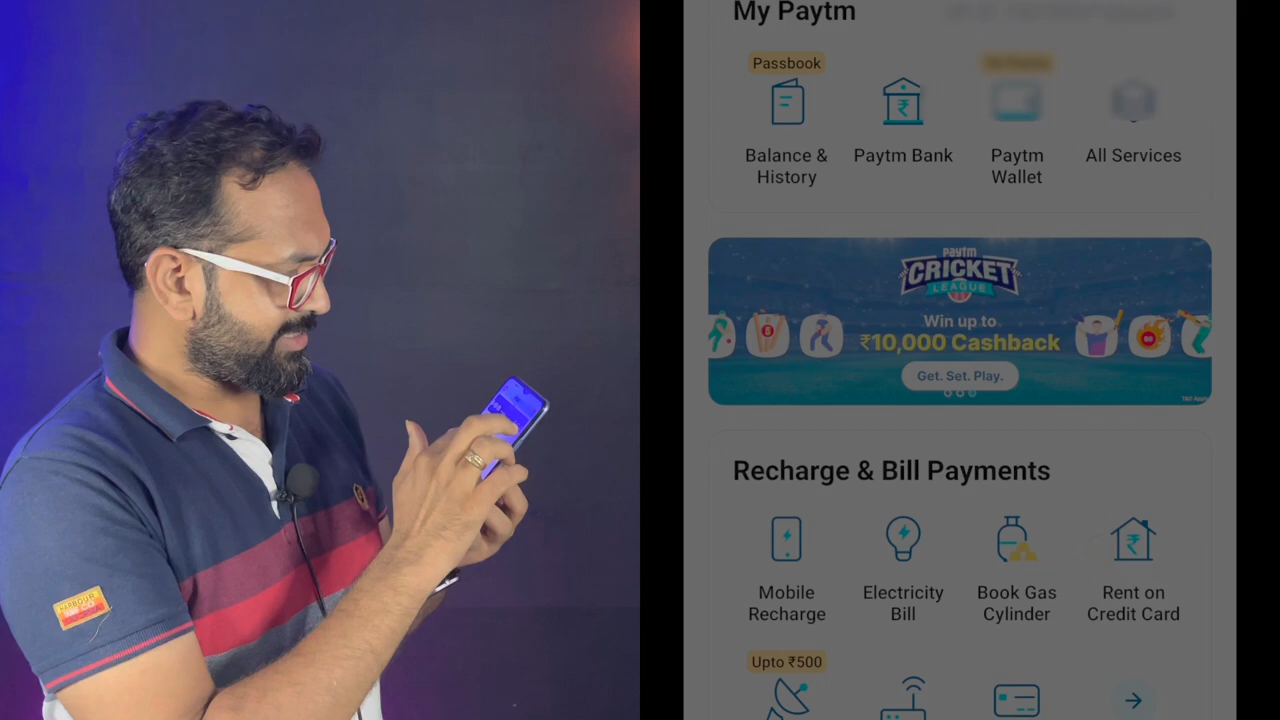 My Paytm
Passbook
Balance &
History
Paytm Bank
Paytm
Wallet
All Services
paytm
CRICKET
LEAGUE
Win up to
₹10,000 Cashback
Get. Set. Play.
Recharge & Bill Payments
Mobile
Recharge
Electricity
Bill
Book Gas
Cylinder
Rent on
Credit Card
Upto ₹500